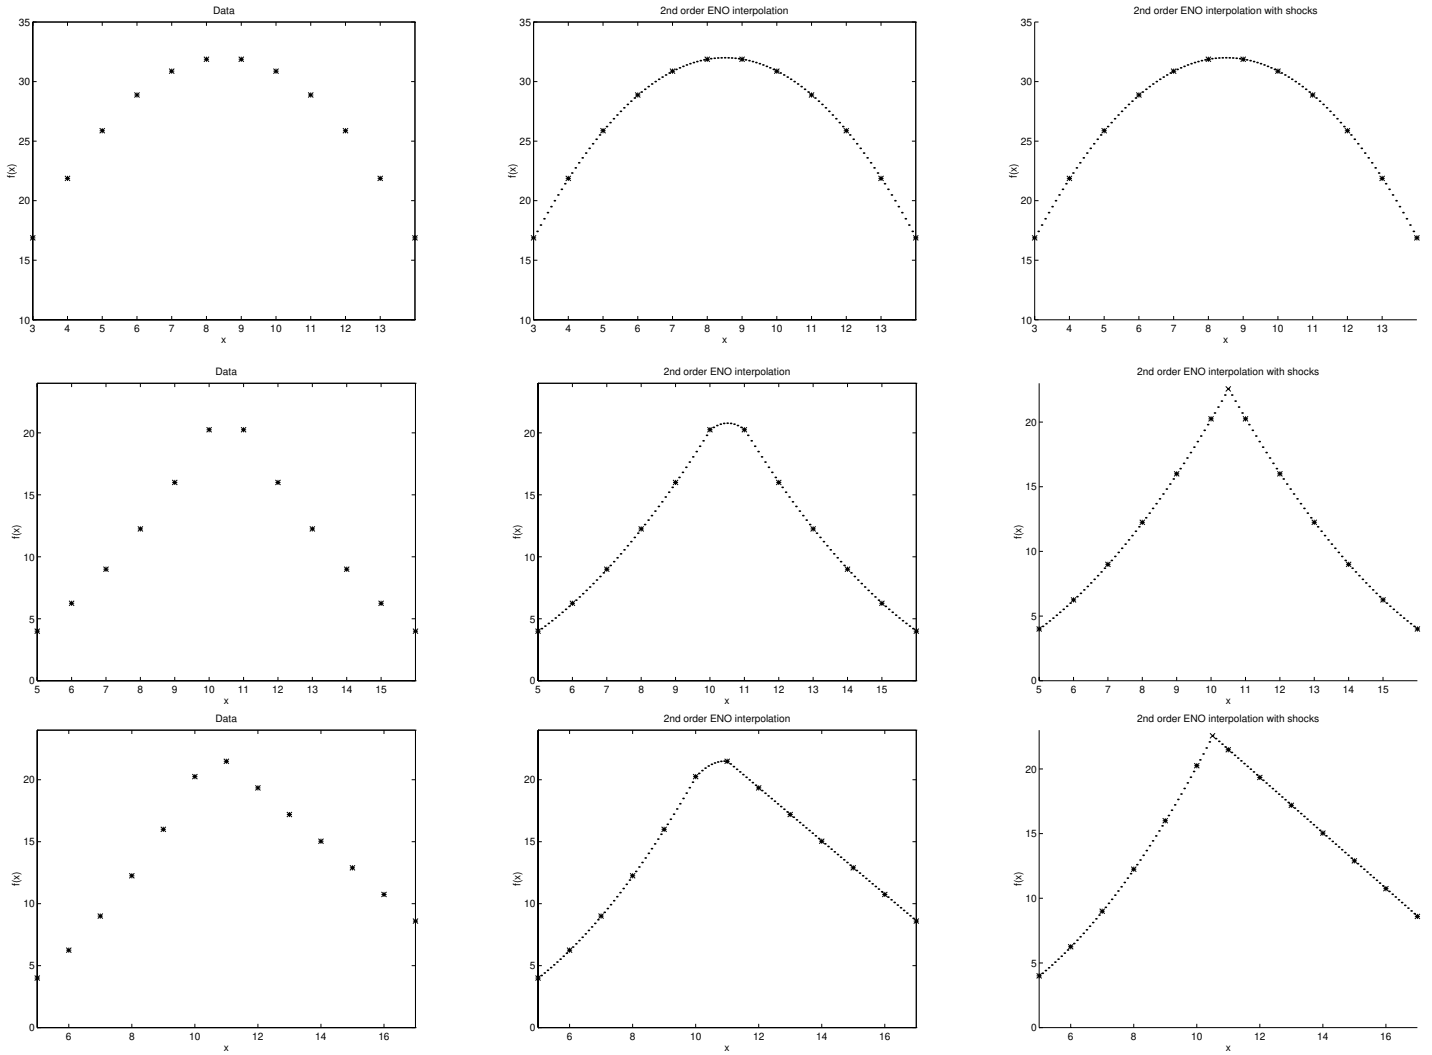 Data
2nd order ENO interpolation
2nd order ENO interpolation with shocks
35
30
25
20
15
10
f(x)
3 4 5 6 7 8 9 10 11 12 13
x
35
30
25
20
15
10
f(x)
3 4 5 6 7 8 9 10 11 12 13
x
35
30
25
20
15
10
f(x)
3 4 5 6 7 8 9 10 11 12 13
x
Data
2nd order ENO interpolation
2nd order ENO interpolation with shocks
20
15
10
5
0
f(x)
5 6 7 8 9 10 11 12 13 14 15
x
20
15
10
5
0
f(x)
5 6 7 8 9 10 11 12 13 14 15
x
20
15
10
5
0
f(x)
5 6 7 8 9 10 11 12 13 14 15
x
Data
2nd order ENO interpolation
2nd order ENO interpolation with shocks
20
15
10
5
0
f(x)
6 8 10 12 14 16
x
20
15
10
5
0
f(x)
6 8 10 12 14 16
x
20
15
10
5
0
f(x)
6 8 10 12 14 16
x